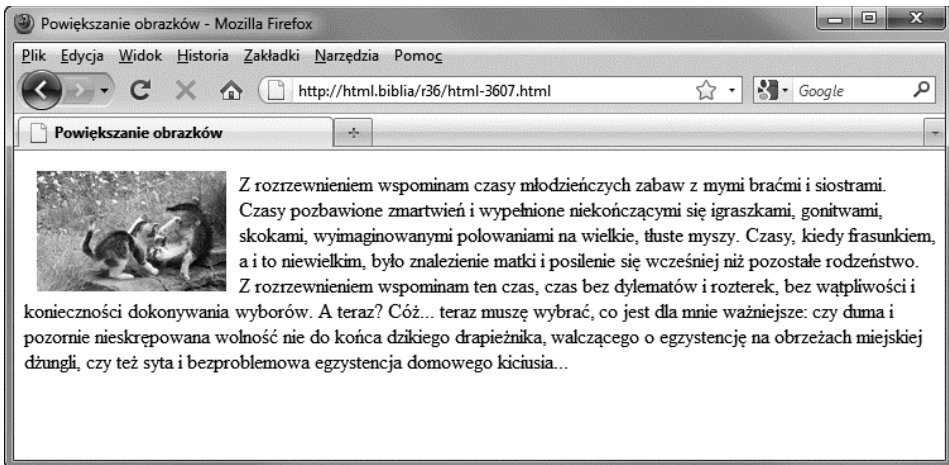 Powiększanie obrazków - Mozilla Firefox
Plik Edycja Widok Historia Zakładki Narzędzia Pomoc
http://html.biblia/r36/html-3607.html
Google
Powiększanie obrazków
Z rozrzewnieniem wspominam czasy młodzieńczych zabaw z mymi braćmi i siostrami.
Czasy pozbawione zmartwień i wypełnione niekończącymi się igraszkami, gonitwami,
skokami, wyimaginowanymi polowaniami na wielkie, tłuste myszy. Czasy, kiedy frasunkiem,
a i to niewielkim, było znalezienie matki i posilenie się wcześniej niż pozostałe rodzeństwo.
Z rozrzewnieniem wspominam ten czas, czas bez dylematów i rozterek, bez wątpliwości i
konieczności dokonywania wyborów. A teraz? Cóż... teraz muszę wybrać, co jest dla mnie ważniejsze: czy duma i
pozornie nieskrępowana wolność nie do końca dzikiego drapieżnika, walczącego o egzystencję na obrzeżach miejskiej
dżungli, czy też syta i bezproblemowa egzystencja domowego kiciusia...